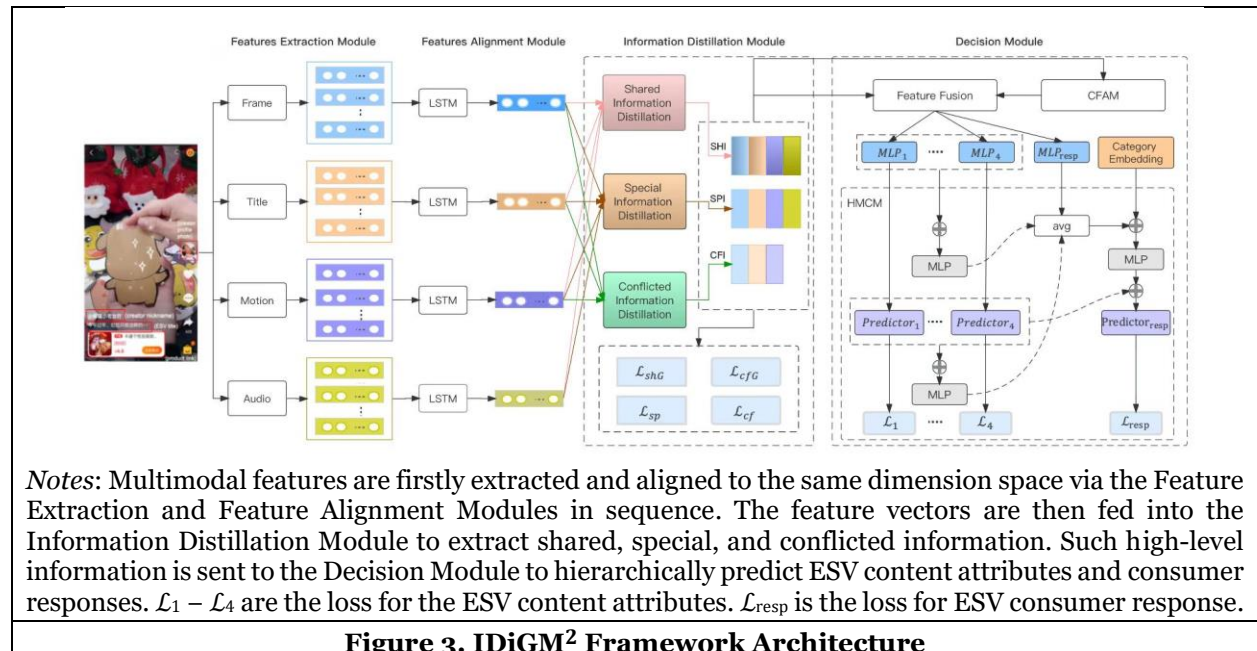 Features Extraction Module
Features Alignment Module
Information Distillation Module
Decision Module
Frame
Title
Motion
Audio
LSTM
LSTM
LSTM
LSTM
Shared
Information
Distillation
Special
Information
Distillation
Conflicted
Information
Distillation
SHI
SPI
CFI
ℒshG
ℒcfG
ℒsp
ℒcf
Feature Fusion
CFAM
MLP₁
....
MLP₄
MLPresp
Category
Embedding
HMCM
avg
MLP
MLP
Predictor₁
....
Predictor₄
Predictorresp
MLP
ℒ₁
....
ℒ₄
ℒresp
(creator nickname)
(ESV title)
(product link)
Notes: Multimodal features are firstly extracted and aligned to the same dimension space via the Feature
Extraction and Feature Alignment Modules in sequence. The feature vectors are then fed into the
Information Distillation Module to extract shared, special, and conflicted information. Such high-level
information is sent to the Decision Module to hierarchically predict ESV content attributes and consumer
responses. ℒ₁ – ℒ₄ are the loss for the ESV content attributes. ℒresp is the loss for ESV consumer response.
Figure 3. IDiGM² Framework Architecture